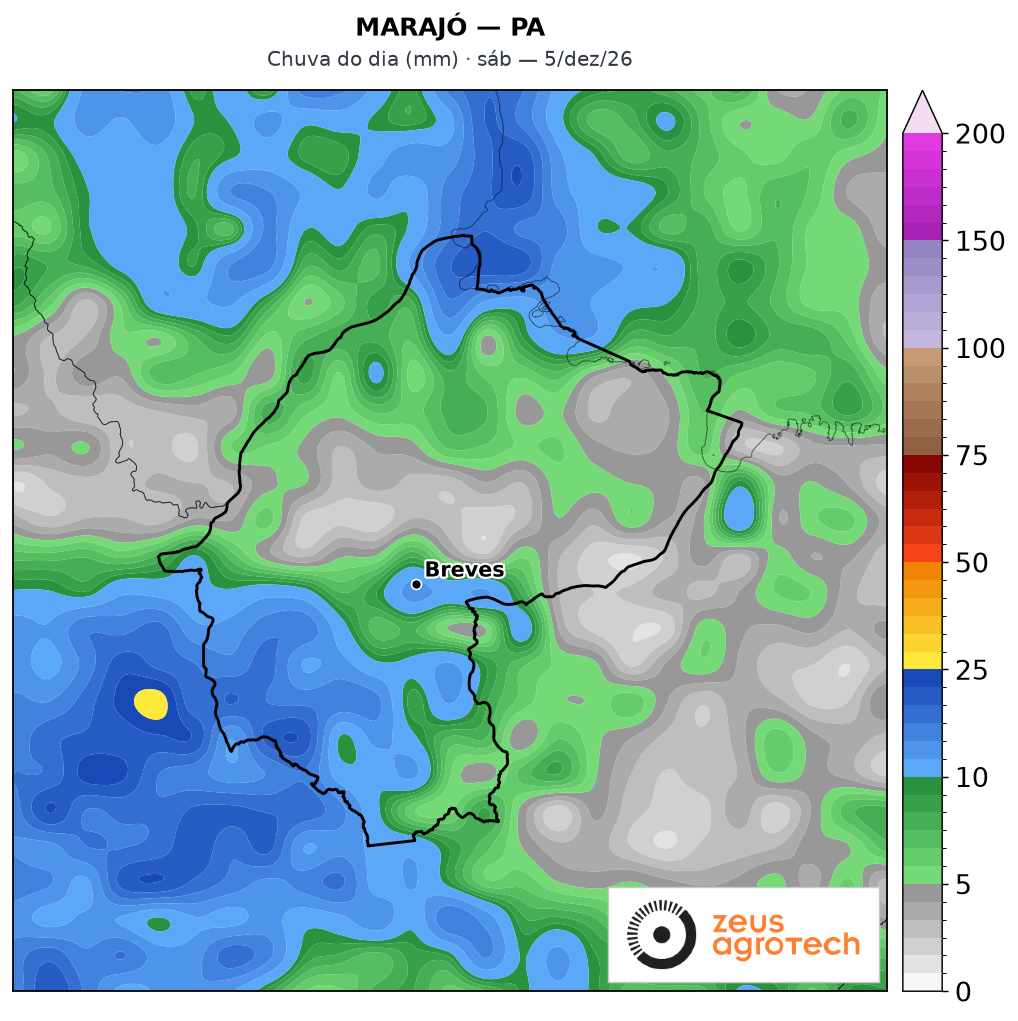 MARAJÓ — PA
Chuva do dia (mm) · sáb — 5/dez/26
200
150
100
75
50
25
10
5
0
Breves
zeus
agrotech